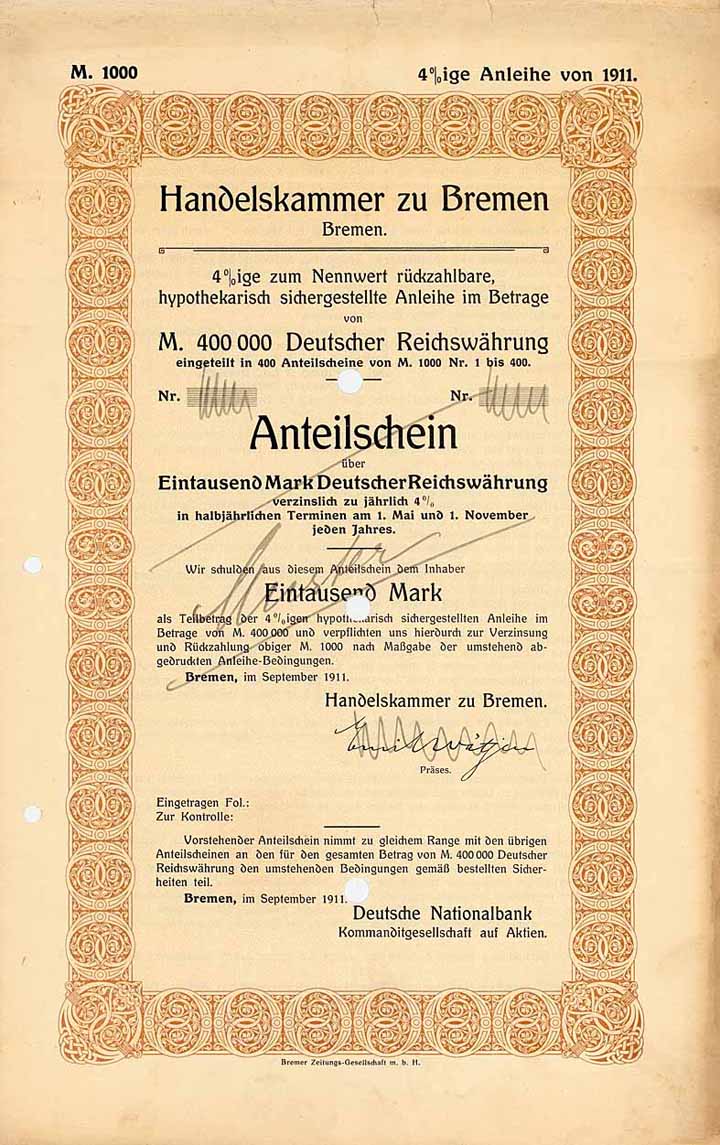 M. 1000
4%ige Anleihe von 1911.
Handelskammer zu Bremen
Bremen.
4%ige zum Nennwert rückzahlbare,
hypothekarisch sichergestellte Anleihe im Betrage
von
M. 400 000 Deutscher Reichswährung
eingeteilt in 400 Anteilscheine von M. 1000 Nr. 1 bis 400.
Nr.
Nr.
Anteilschein
über
Eintausend Mark Deutscher Reichswährung
verzinslich zu jährlich 4%
in halbjährlichen Terminen am 1. Mai und 1. November
jeden Jahres.
Muster
Wir schulden aus diesem Anteilschein dem Inhaber
Eintausend Mark
als Teilbetrag der 4%igen hypothekarisch sichergestellten Anleihe im
Betrage von M. 400 000 und verpflichten uns hierdurch zur Verzinsung
und Rückzahlung obiger M. 1000 nach Maßgabe der umstehend ab-
gedruckten Anleihe-Bedingungen.
Bremen, im September 1911.
Handelskammer zu Bremen.
Emil Wätjen
Präses.
Eingetragen Fol.:
Zur Kontrolle:
Vorstehender Anteilschein nimmt zu gleichem Range mit den übrigen
Anteilscheinen an den für den gesamten Betrag von M. 400 000 Deutscher
Reichswährung den umstehenden Bedingungen gemäß bestellten Sicher-
heiten teil.
Bremen, im September 1911.
Deutsche Nationalbank
Kommanditgesellschaft auf Aktien.
Bremer Zeitungs-Gesellschaft m. b. H.